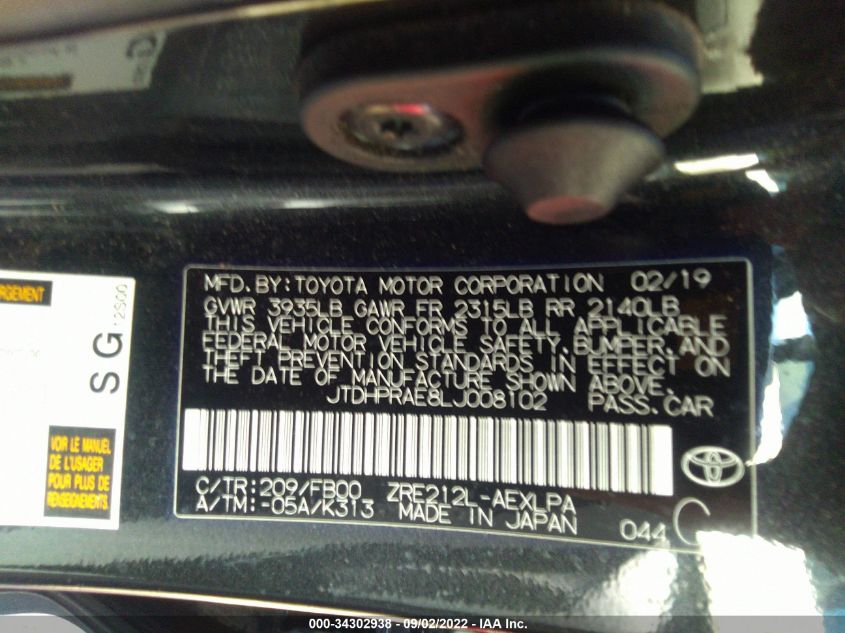 MFD. BY: TOYOTA MOTOR CORPORATION 02/19
GVWR 3935LB GAWR FR 2315LB RR 2140LB
THIS VEHICLE CONFORMS TO ALL APPLICABLE
FEDERAL MOTOR VEHICLE SAFETY, BUMPER, AND
THEFT PREVENTION STANDARDS IN EFFECT ON
THE DATE OF MANUFACTURE SHOWN ABOVE.
JTDHPRAE8LJ008102 PASS. CAR
C/TR: 209/FB00 ZRE212L-AEXLPA
A/TM: -05A/K313 MADE IN JAPAN 044 C
SG
12S00
VOIR LE MANUEL
DE L'USAGER
POUR PLUS DE
RENSEIGNEMENTS
000-34302938 - 09/02/2022 - IAA Inc.